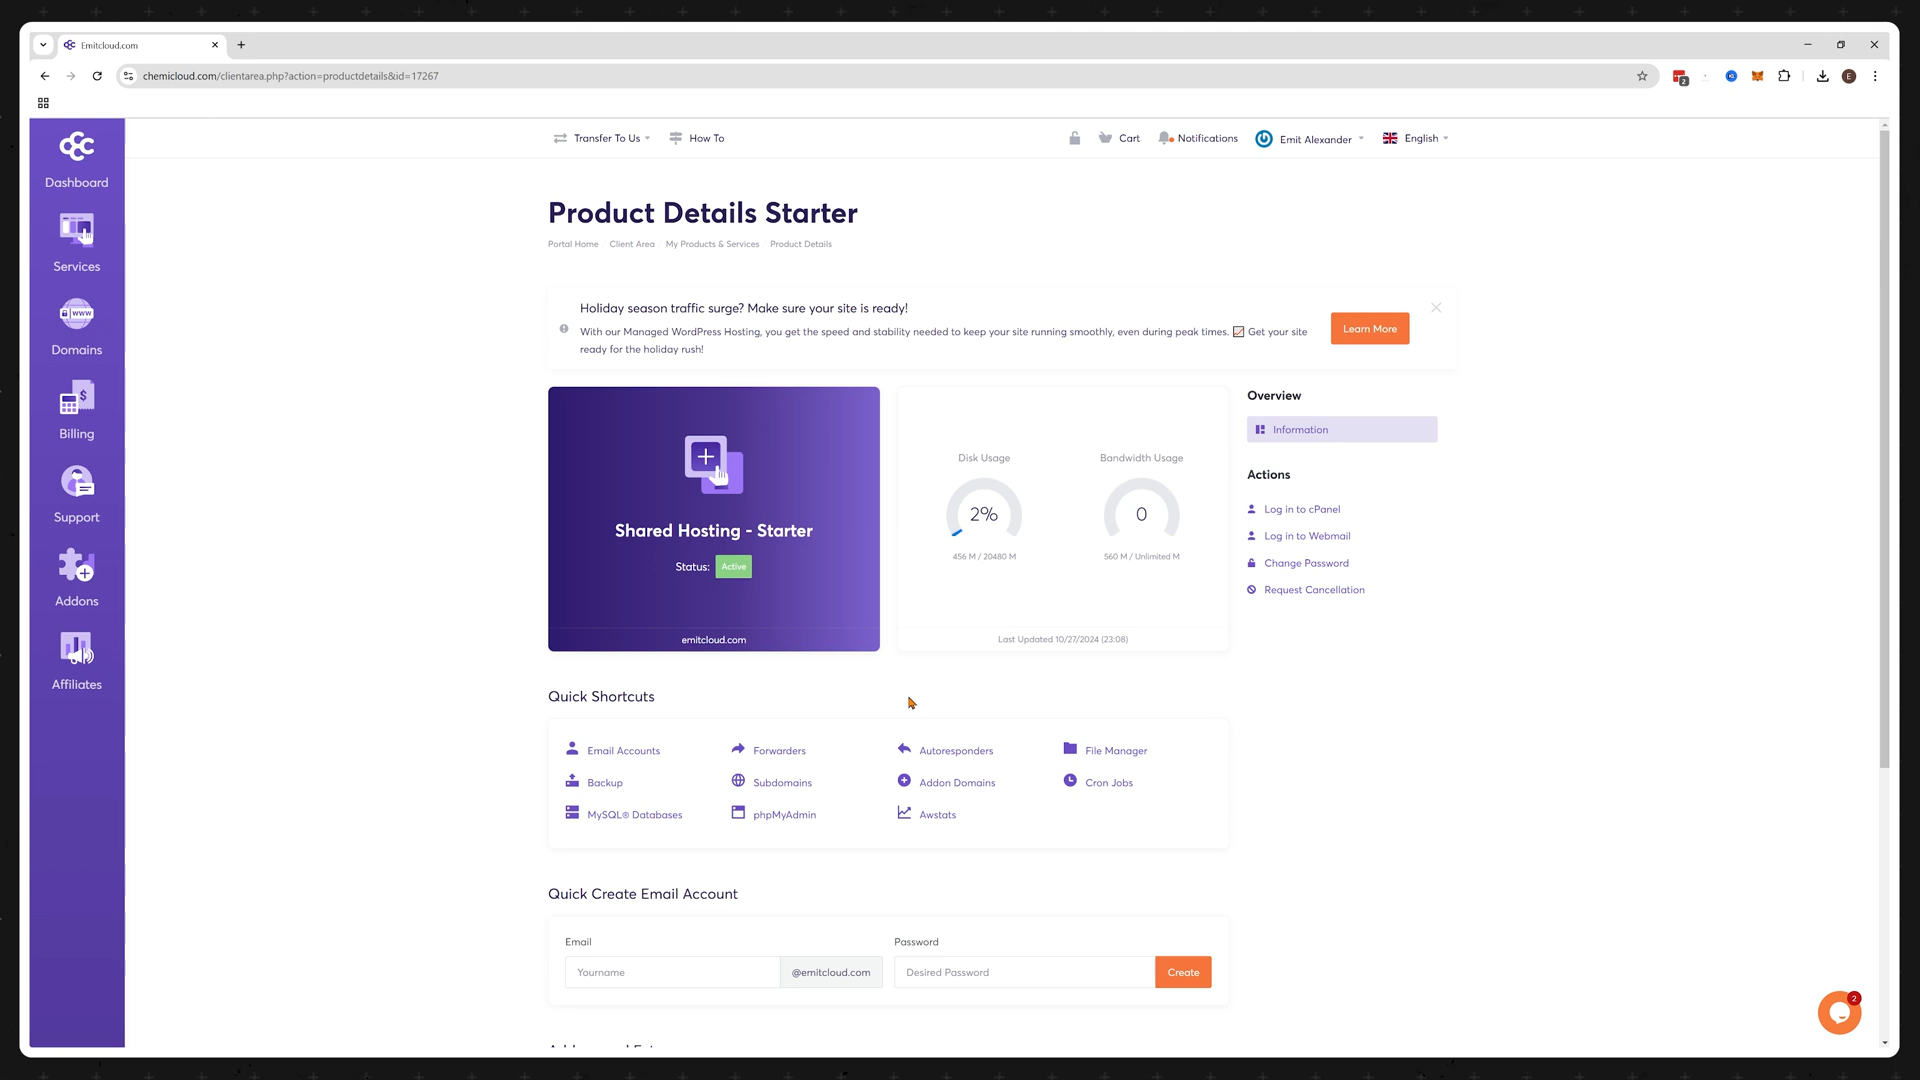 Emitcloud.com
chemicloud.com/clientarea.php?action=productdetails&id=17267
2
E
Transfer To Us
How To
Cart
Notifications
Emit Alexander
English
Dashboard
Services
WWW
Domains
$
Billing
Support
Addons
Affiliates
Product Details Starter
Portal Home
Client Area
My Products & Services
Product Details
Holiday season traffic surge? Make sure your site is ready!
With our Managed WordPress Hosting, you get the speed and stability needed to keep your site running smoothly, even during peak times. 📈 Get your site
ready for the holiday rush!
Learn More
Shared Hosting - Starter
Status: Active
emitcloud.com
Disk Usage
2%
456 M / 20480 M
Bandwidth Usage
0
560 M / Unlimited M
Last Updated 10/27/2024 (23:08)
Overview
Information
Actions
Log in to cPanel
Log in to Webmail
Change Password
Request Cancellation
Quick Shortcuts
Email Accounts
Forwarders
Autoresponders
File Manager
Backup
Subdomains
Addon Domains
Cron Jobs
MySQL® Databases
phpMyAdmin
Awstats
Quick Create Email Account
Email
Password
Yourname
@emitcloud.com
Desired Password
Create
2